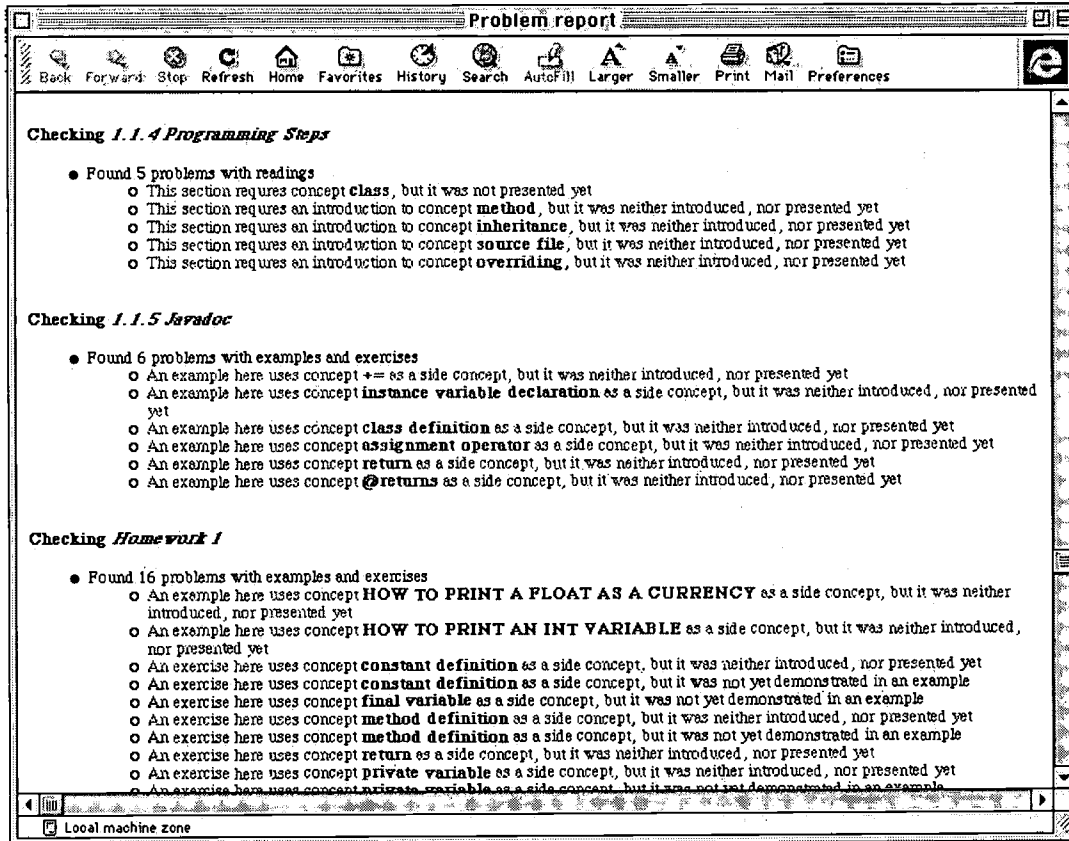 Problem report
Back Forward Stop Refresh Home Favorites History Search AutoFill Larger Smaller Print Mail Preferences
Checking 1.1.4 Programming Steps
Found 5 problems with readings
This section requres concept class, but it was not presented yet
This section requres an introduction to concept method, but it was neither introduced, nor presented yet
This section requres an introduction to concept inheritance, but it was neither introduced, nor presented yet
This section requres an introduction to concept source file, but it was neither introduced, nor presented yet
This section requres an introduction to concept overriding, but it was neither introduced, nor presented yet
Checking 1.1.5 Javadoc
Found 6 problems with examples and exercises
An example here uses concept += as a side concept, but it was neither introduced, nor presented yet
An example here uses concept instance variable declaration as a side concept, but it was neither introduced, nor presented
yet
An example here uses concept class definition as a side concept, but it was neither introduced, nor presented yet
An example here uses concept assignment operator as a side concept, but it was neither introduced, nor presented yet
An example here uses concept return as a side concept, but it was neither introduced, nor presented yet
An example here uses concept @returns as a side concept, but it was neither introduced, nor presented yet
Checking Homework 1
Found 16 problems with examples and exercises
An example here uses concept HOW TO PRINT A FLOAT AS A CURRENCY as a side concept, but it was neither
introduced, nor presented yet
An example here uses concept HOW TO PRINT AN INT VARIABLE as a side concept, but it was neither introduced,
nor presented yet
An exercise here uses concept constant definition as a side concept, but it was neither introduced, nor presented yet
An exercise here uses concept constant definition as a side concept, but it was not yet demonstrated in an example
An exercise here uses concept final variable as a side concept, but it was not yet demonstrated in an example
An exercise here uses concept method definition as a side concept, but it was neither introduced, nor presented yet
An exercise here uses concept method definition as a side concept, but it was not yet demonstrated in an example
An exercise here uses concept return as a side concept, but it was neither introduced, nor presented yet
An exercise here uses concept private variable as a side concept, but it was neither introduced, nor presented yet
An exercise here uses concept private variable as a side concept, but it was not yet demonstrated in an example
Local machine zone